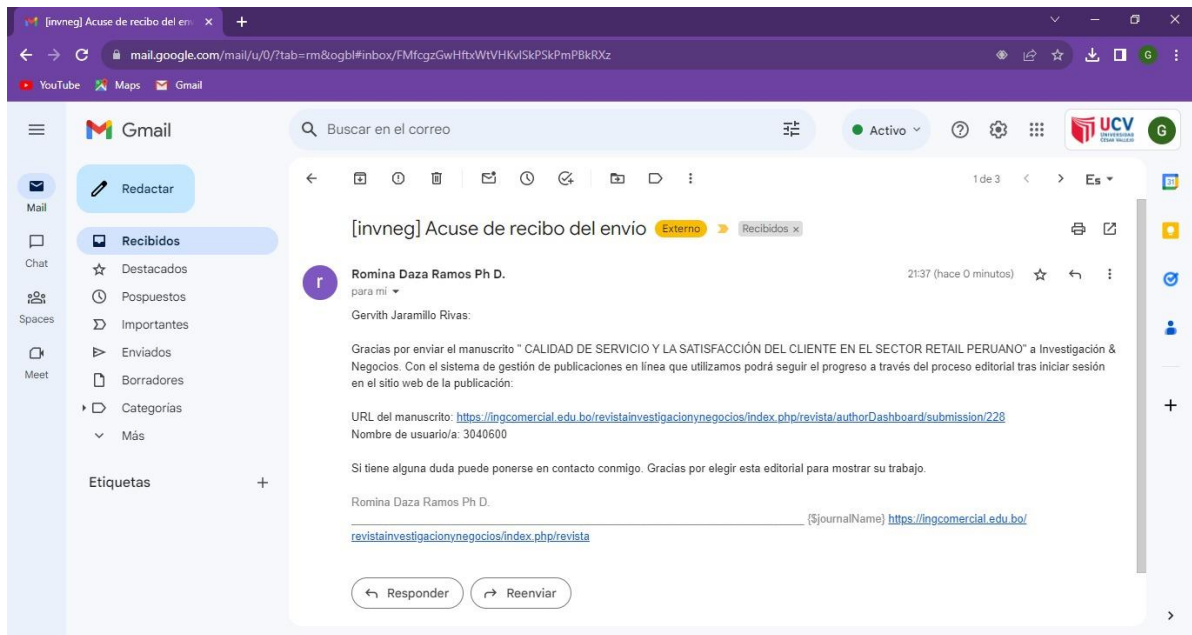 [invneg] Acuse de recibo del env
mail.google.com/mail/u/0/?tab=rm&ogbl#inbox/FMfcgzGwHftxWtVHKvlSkPSkPmPBkRXz
G
YouTube Maps Gmail
Gmail
Buscar en el correo
Activo
UCV
UNIVERSIDAD
CÉSAR VALLEJO
G
Redactar
1 de 3
Es
31
Mail
Recibidos
Chat
Destacados
Spaces
Pospuestos
Importantes
Meet
Enviados
Borradores
Categorías
Más
Etiquetas
[invneg] Acuse de recibo del envío Externo Recibidos x
r
Romina Daza Ramos Ph D.
21:37 (hace 0 minutos)
para mí
Gervith Jaramillo Rivas:
Gracias por enviar el manuscrito " CALIDAD DE SERVICIO Y LA SATISFACCIÓN DEL CLIENTE EN EL SECTOR RETAIL PERUANO" a Investigación &
Negocios. Con el sistema de gestión de publicaciones en línea que utilizamos podrá seguir el progreso a través del proceso editorial tras iniciar sesión
en el sitio web de la publicación:
URL del manuscrito: https://ingcomercial.edu.bo/revistainvestigacionynegocios/index.php/revista/authorDashboard/submission/228
Nombre de usuario/a: 3040600
Si tiene alguna duda puede ponerse en contacto conmigo. Gracias por elegir esta editorial para mostrar su trabajo.
Romina Daza Ramos Ph D.
{$journalName} https://ingcomercial.edu.bo/
revistainvestigacionynegocios/index.php/revista
Responder
Reenviar